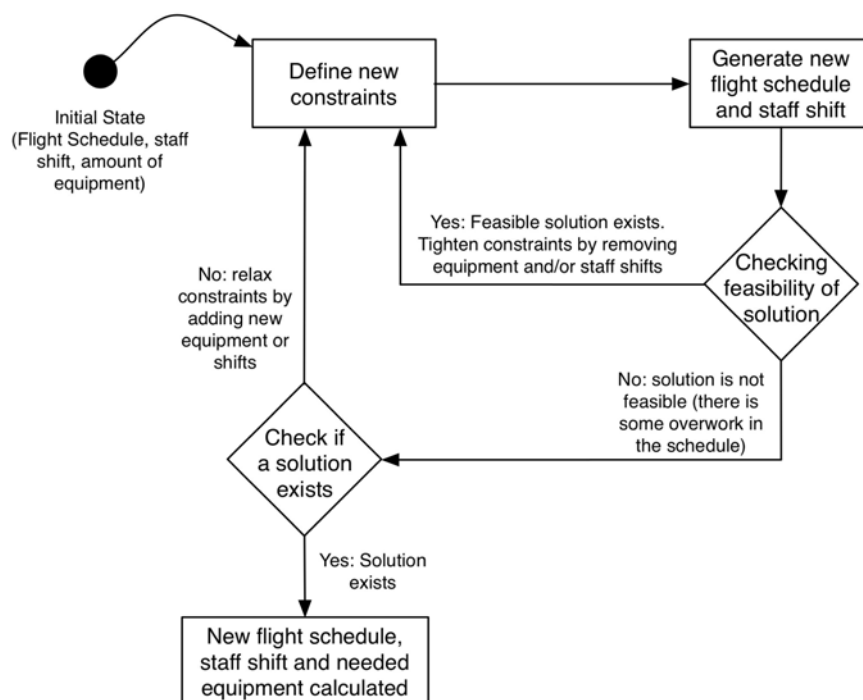 Define new
constraints
Generate new
flight schedule
and staff shift
Initial State
(Flight Schedule, staff
shift, amount of
equipment)
Yes: Feasible solution exists.
Tighten constraints by removing
equipment and/or staff shifts
Checking
feasibility of
solution
No: relax
constraints by
adding new
equipment or
shifts
No: solution is not
feasible (there is
some overwork in
the schedule)
Check if
a solution
exists
Yes: Solution
exists
New flight schedule,
staff shift and needed
equipment calculated